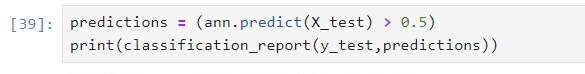 [39]: predictions = (ann.predict(X_test) > 0.5)
print(classification_report(y_test,predictions))